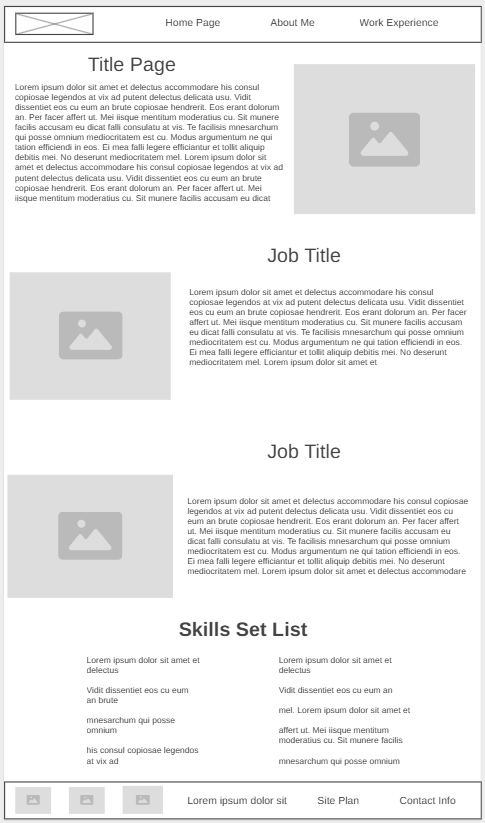 Home Page
About Me
Work Experience
Title Page
Lorem ipsum dolor sit amet et delectus accommodare his consul
copiosae legendos at vix ad putent delectus delicata usu. Vidit
dissentiet eos cu eum an brute copiosae hendrerit. Eos erant dolorum
an. Per facer affert ut. Mei iisque mentitum moderatius cu. Sit munere
facilis accusam eu dicat falli consulatu at vis. Te facilisis mnesarchum
qui posse omnium mediocritatem est cu. Modus argumentum ne qui
tation efficiendi in eos. Ei mea falli legere efficiantur et tollit aliquip
debitis mei. No deserunt mediocritatem mel. Lorem ipsum dolor sit
amet et delectus accommodare his consul copiosae legendos at vix ad
putent delectus delicata usu. Vidit dissentiet eos cu eum an brute
copiosae hendrerit. Eos erant dolorum an. Per facer affert ut. Mei
iisque mentitum moderatius cu. Sit munere facilis accusam eu dicat
Job Title
Lorem ipsum dolor sit amet et delectus accommodare his consul
copiosae legendos at vix ad putent delectus delicata usu. Vidit dissentiet
eos cu eum an brute copiosae hendrerit. Eos erant dolorum an. Per facer
affert ut. Mei iisque mentitum moderatius cu. Sit munere facilis accusam
eu dicat falli consulatu at vis. Te facilisis mnesarchum qui posse omnium
mediocritatem est cu. Modus argumentum ne qui tation efficiendi in eos.
Ei mea falli legere efficiantur et tollit aliquip debitis mei. No deserunt
mediocritatem mel. Lorem ipsum dolor sit amet et
Job Title
Lorem ipsum dolor sit amet et delectus accommodare his consul copiosae
legendos at vix ad putent delectus delicata usu. Vidit dissentiet eos cu
eum an brute copiosae hendrerit. Eos erant dolorum an. Per facer affert
ut. Mei iisque mentitum moderatius cu. Sit munere facilis accusam eu
dicat falli consulatu at vis. Te facilisis mnesarchum qui posse omnium
mediocritatem est cu. Modus argumentum ne qui tation efficiendi in eos.
Ei mea falli legere efficiantur et tollit aliquip debitis mei. No deserunt
mediocritatem mel. Lorem ipsum dolor sit amet et delectus accommodare
Skills Set List
Lorem ipsum dolor sit amet et
delectus
Vidit dissentiet eos cu eum
an brute
mnesarchum qui posse
omnium
his consul copiosae legendos
at vix ad
Lorem ipsum dolor sit amet et
delectus
Vidit dissentiet eos cu eum an
mel. Lorem ipsum dolor sit amet et
affert ut. Mei iisque mentitum
moderatius cu. Sit munere facilis
mnesarchum qui posse omnium
Lorem ipsum dolor sit
Site Plan
Contact Info